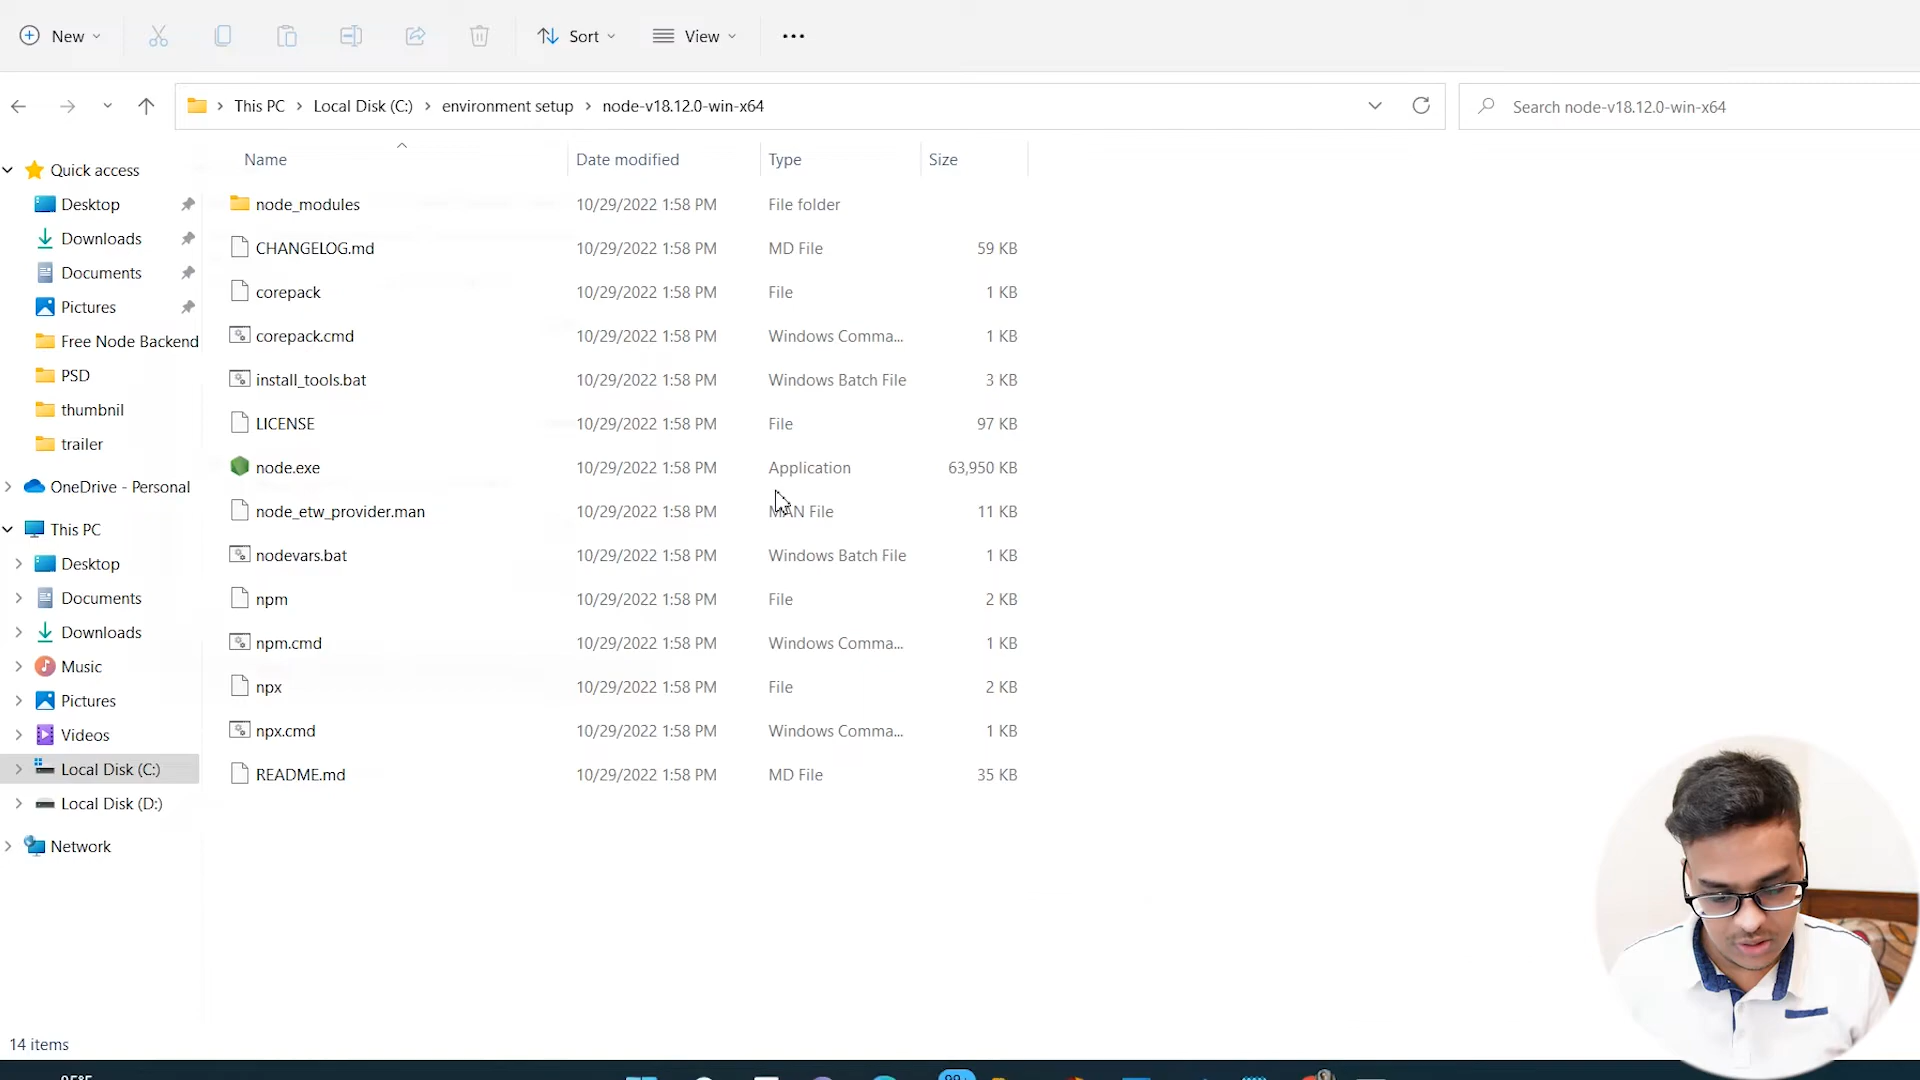 New
Sort
View
This PC > Local Disk (C:) > environment setup > node-v18.12.0-win-x64
Search node-v18.12.0-win-x64
Name Date modified Type Size
Quick access
Desktop
Downloads
Documents
Pictures
Free Node Backend
PSD
thumbnil
trailer
OneDrive - Personal
This PC
Desktop
Documents
Downloads
Music
Pictures
Videos
Local Disk (C:)
Local Disk (D:)
Network
node_modules 10/29/2022 1:58 PM File folder
CHANGELOG.md 10/29/2022 1:58 PM MD File 59 KB
corepack 10/29/2022 1:58 PM File 1 KB
corepack.cmd 10/29/2022 1:58 PM Windows Comma... 1 KB
install_tools.bat 10/29/2022 1:58 PM Windows Batch File 3 KB
LICENSE 10/29/2022 1:58 PM File 97 KB
node.exe 10/29/2022 1:58 PM Application 63,950 KB
node_etw_provider.man 10/29/2022 1:58 PM MAN File 11 KB
nodevars.bat 10/29/2022 1:58 PM Windows Batch File 1 KB
npm 10/29/2022 1:58 PM File 2 KB
npm.cmd 10/29/2022 1:58 PM Windows Comma... 1 KB
npx 10/29/2022 1:58 PM File 2 KB
npx.cmd 10/29/2022 1:58 PM Windows Comma... 1 KB
README.md 10/29/2022 1:58 PM MD File 35 KB
14 items